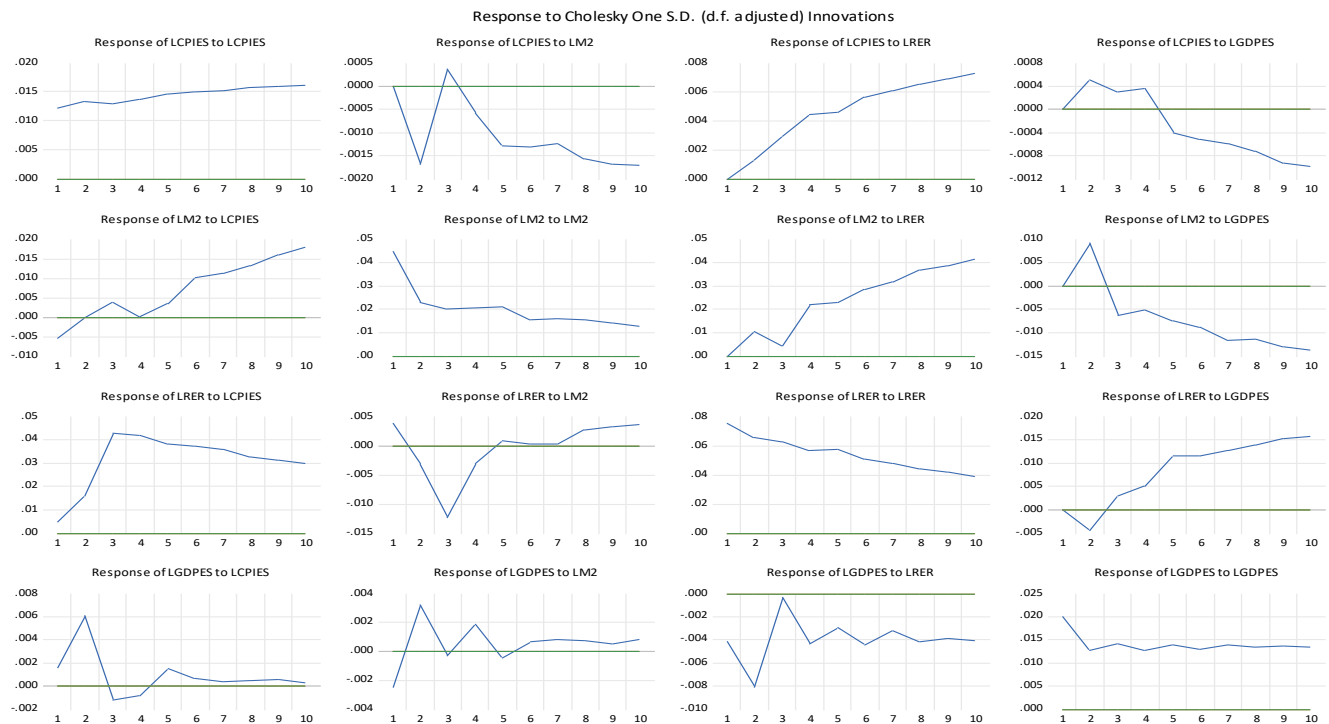 Response to Cholesky One S.D. (d.f. adjusted) Innovations
Response of LCPIES to LCPIES
.020
.015
.010
.005
.000
1 2 3 4 5 6 7 8 9 10
Response of LCPIES to LM2
.0005
.0000
-.0005
-.0010
-.0015
-.0020
1 2 3 4 5 6 7 8 9 10
Response of LCPIES to LRER
.008
.006
.004
.002
.000
1 2 3 4 5 6 7 8 9 10
Response of LCPIES to LGDPES
.0008
.0004
.0000
-.0004
-.0008
-.0012
1 2 3 4 5 6 7 8 9 10
Response of LM2 to LCPIES
.020
.015
.010
.005
.000
-.005
-.010
1 2 3 4 5 6 7 8 9 10
Response of LM2 to LM2
.05
.04
.03
.02
.01
.00
1 2 3 4 5 6 7 8 9 10
Response of LM2 to LRER
.05
.04
.03
.02
.01
.00
1 2 3 4 5 6 7 8 9 10
Response of LM2 to LGDPES
.010
.005
.000
-.005
-.010
-.015
1 2 3 4 5 6 7 8 9 10
Response of LRER to LCPIES
.05
.04
.03
.02
.01
.00
1 2 3 4 5 6 7 8 9 10
Response of LRER to LM2
.005
.000
-.005
-.010
-.015
1 2 3 4 5 6 7 8 9 10
Response of LRER to LRER
.08
.06
.04
.02
.00
1 2 3 4 5 6 7 8 9 10
Response of LRER to LGDPES
.020
.015
.010
.005
.000
-.005
1 2 3 4 5 6 7 8 9 10
Response of LGDPES to LCPIES
.008
.006
.004
.002
.000
-.002
1 2 3 4 5 6 7 8 9 10
Response of LGDPES to LM2
.004
.002
.000
-.002
-.004
1 2 3 4 5 6 7 8 9 10
Response of LGDPES to LRER
.000
-.002
-.004
-.006
-.008
-.010
1 2 3 4 5 6 7 8 9 10
Response of LGDPES to LGDPES
.025
.020
.015
.010
.005
.000
1 2 3 4 5 6 7 8 9 10